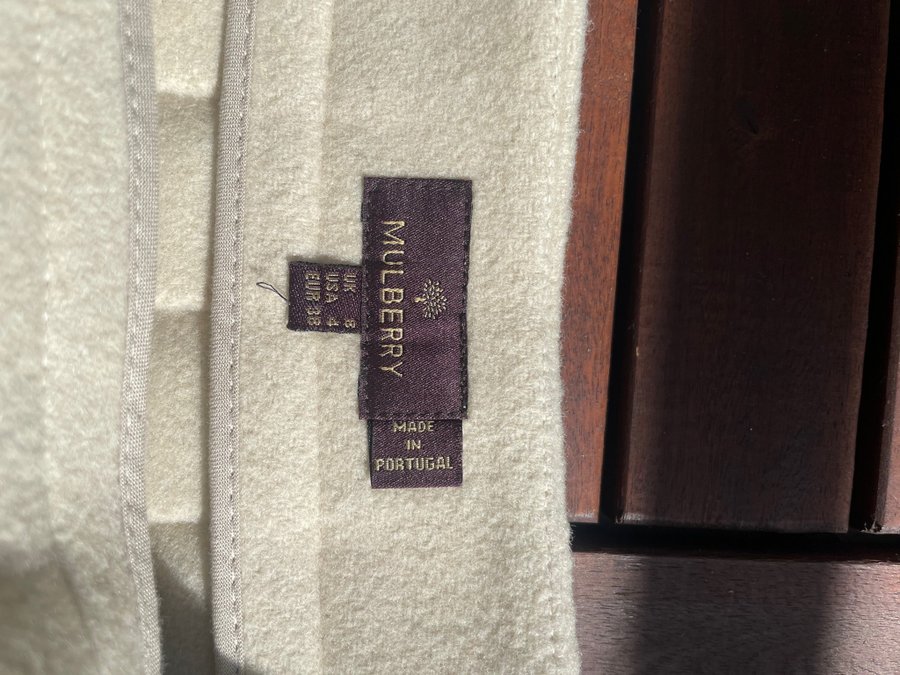 MULBERRY
UK 8
USA 4
EUR 38
MADE
IN
PORTUGAL